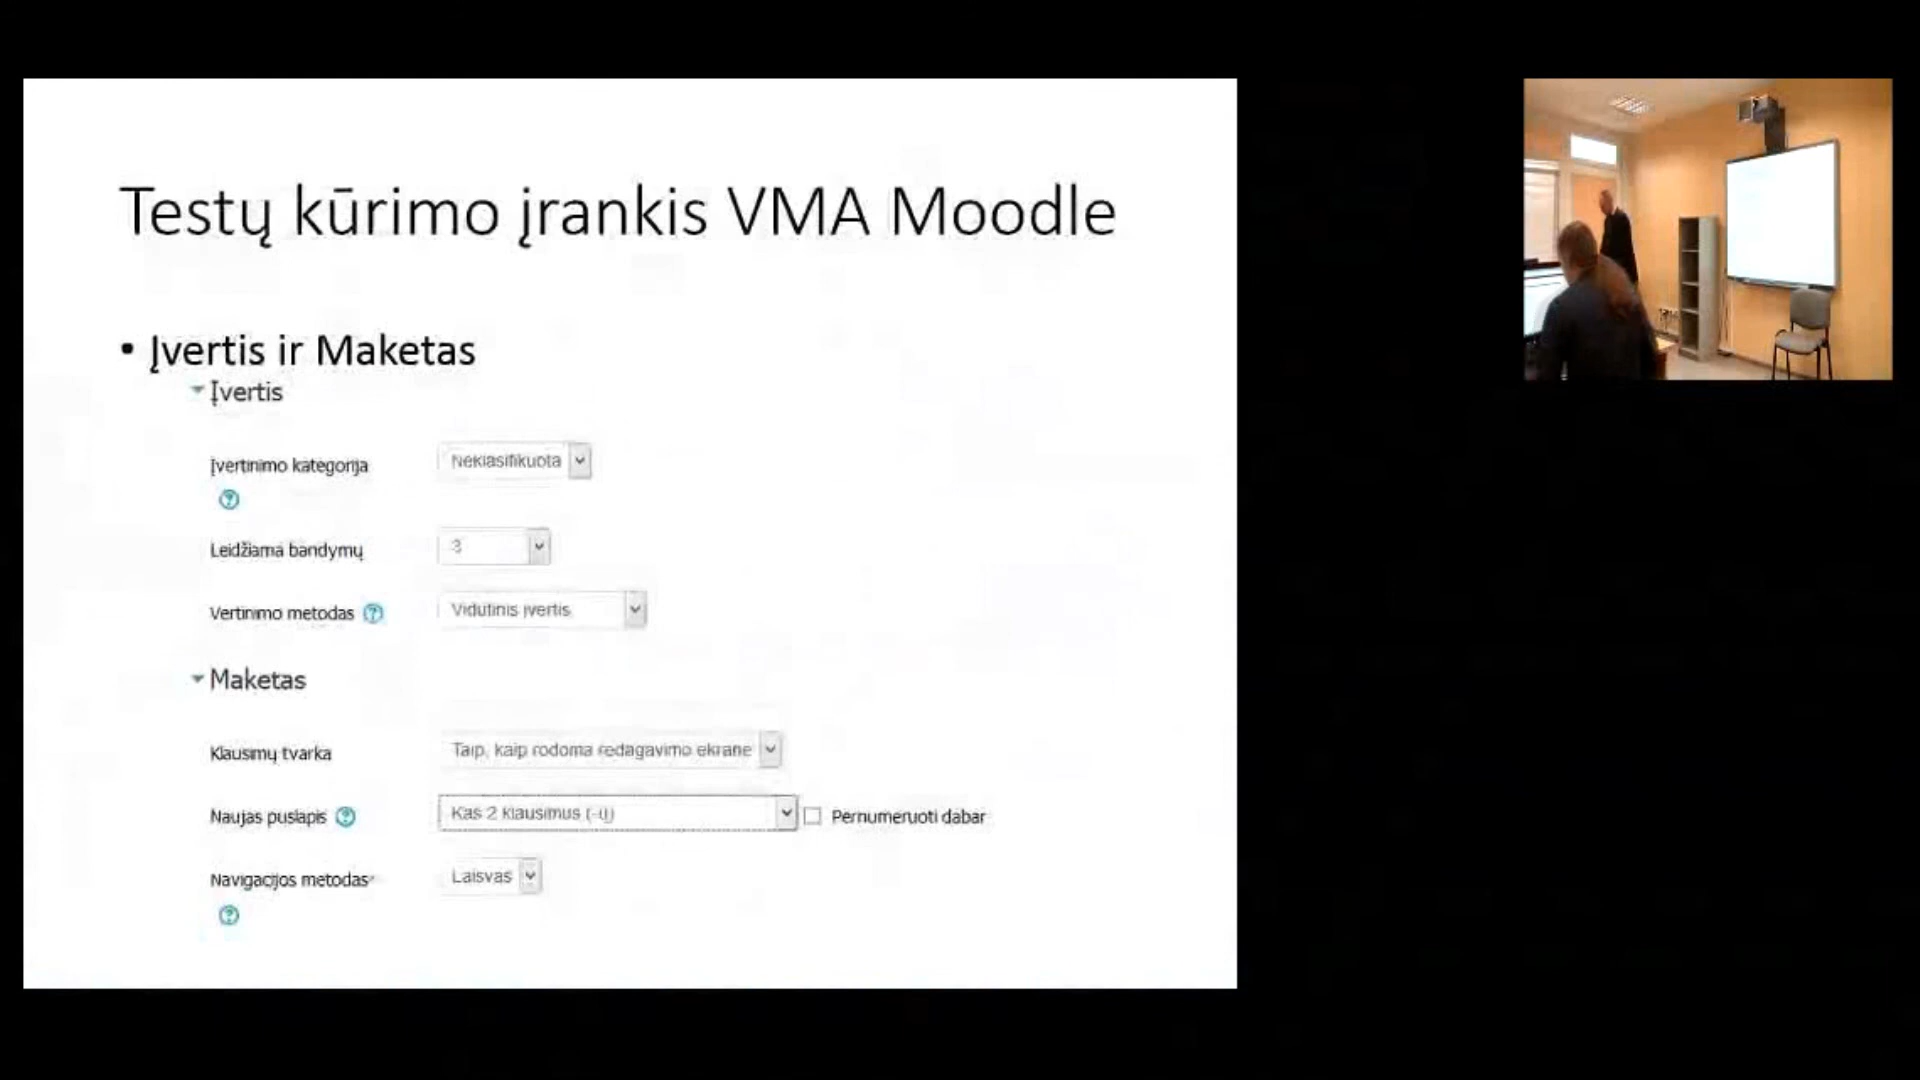 Testų kūrimo įrankis VMA Moodle
• Įvertis ir Maketas
Įvertis
Įvertinimo kategorija Neklasifikuota
Leidžiama bandymų 3
Vertinimo metodas Vidutinis įvertis
Maketas
Klausimų tvarka Taip, kaip rodoma redagavimo ekrane
Naujas puslapis Kas 2 klausimus (-ų) Pernumeruoti dabar
Navigacijos metodas Laisvas